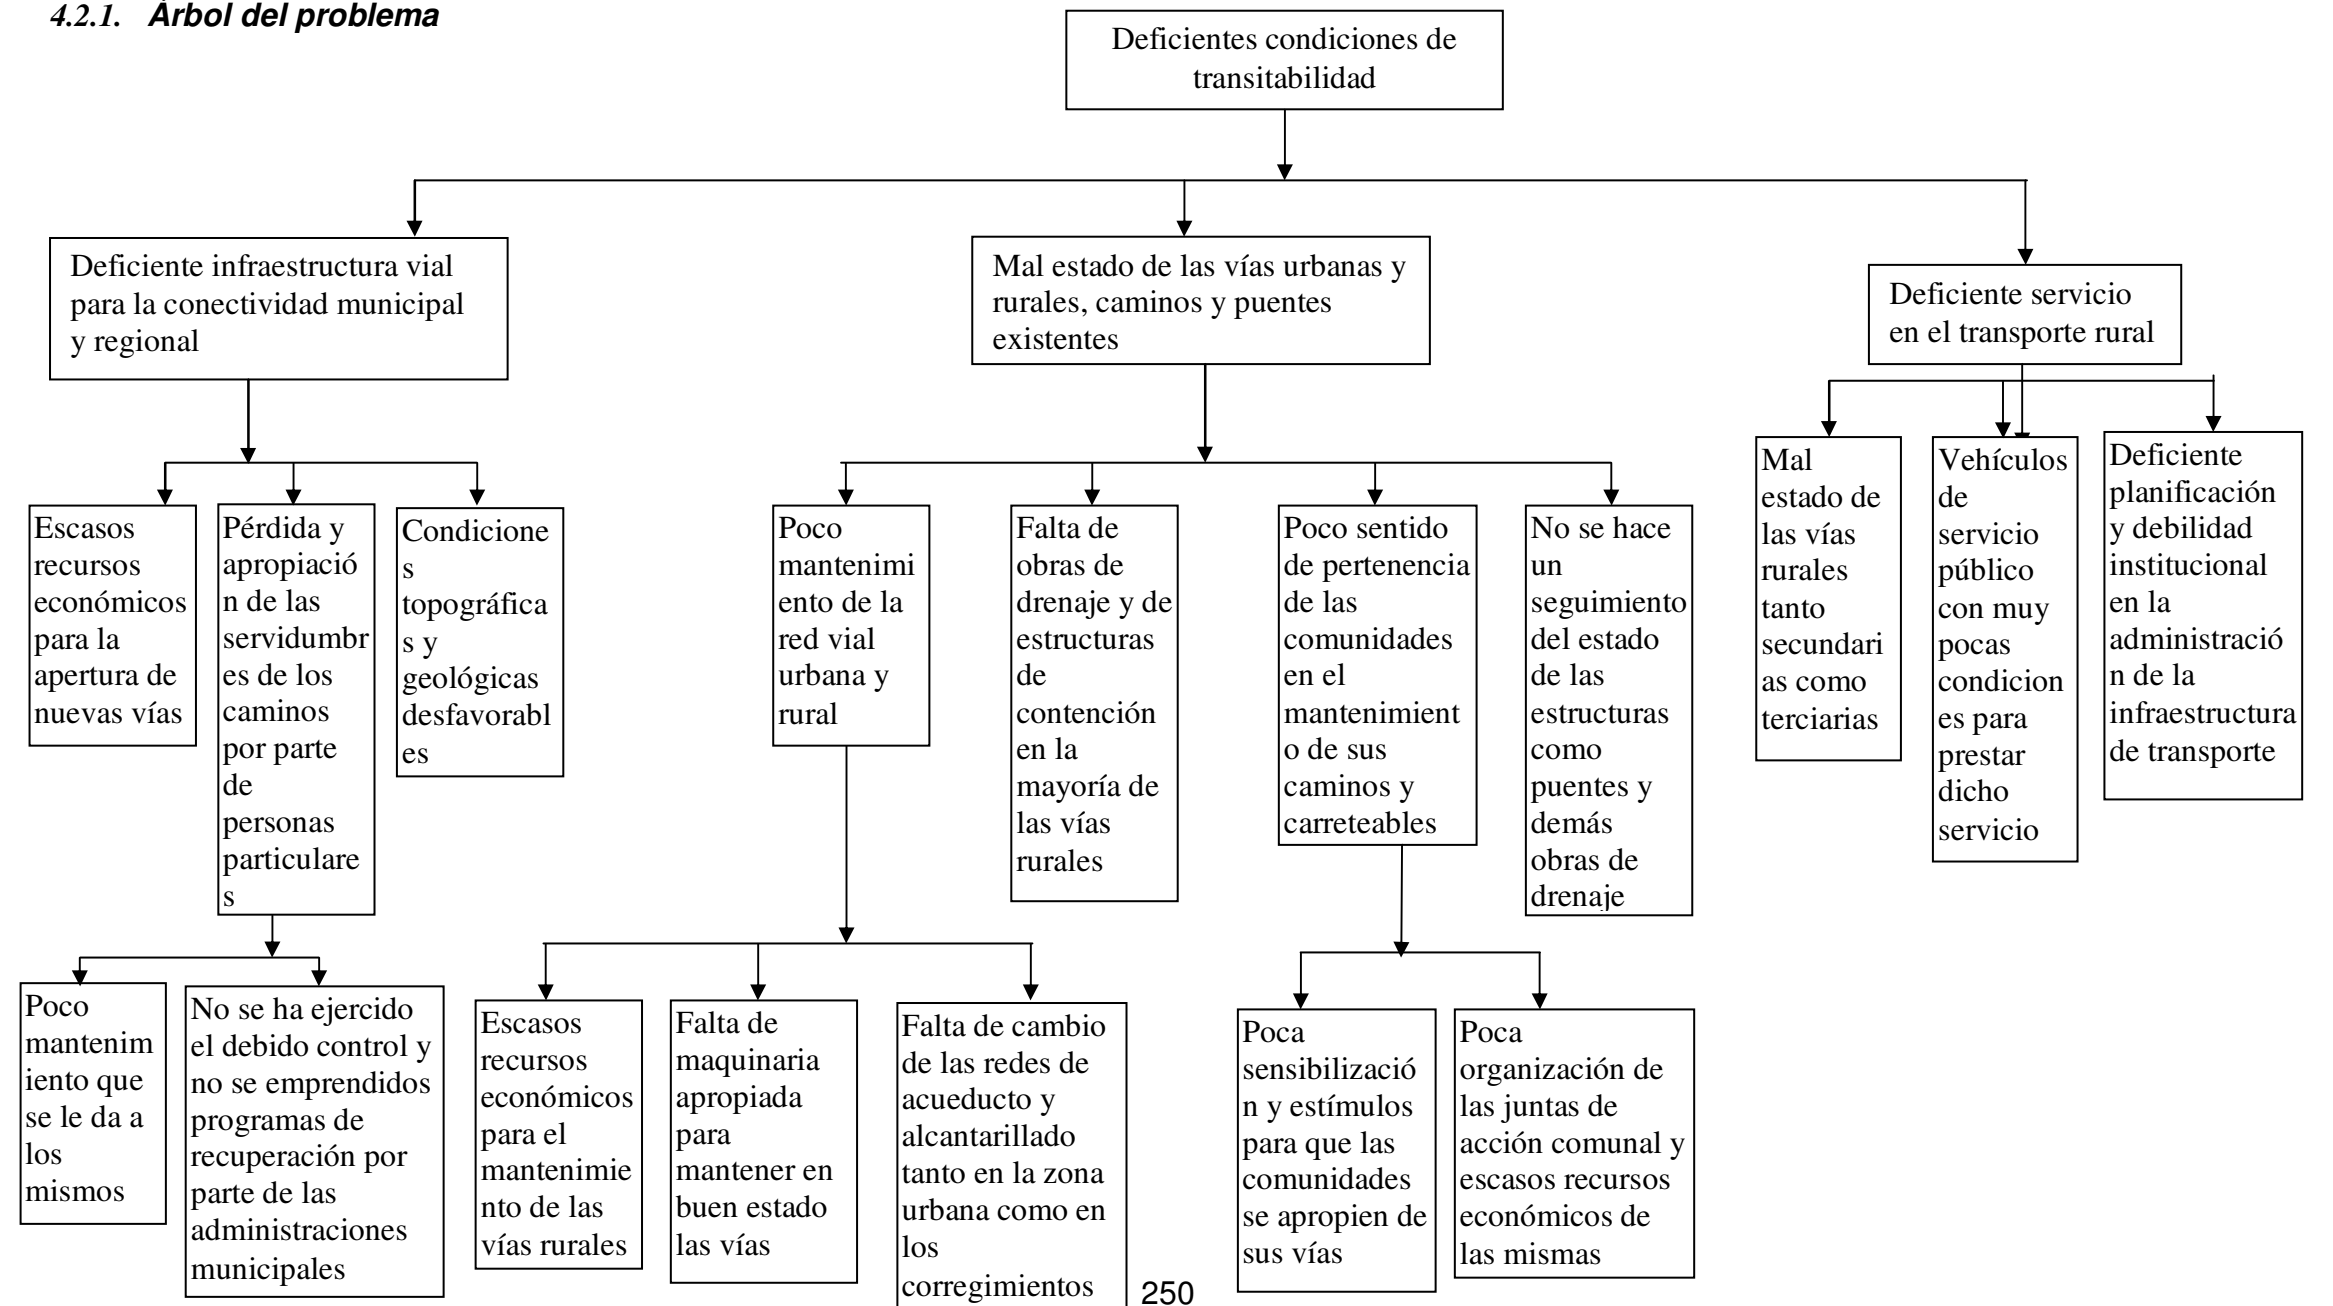 4.2.1. Árbol del problema
Deficientes condiciones de
transitabilidad
Deficiente infraestructura vial
para la conectividad municipal
y regional
Mal estado de las vías urbanas y
rurales, caminos y puentes
existentes
Deficiente servicio
en el transporte rural
Escasos
recursos
económicos
para la
apertura de
nuevas vías
Pérdida y
apropiació
n de las
servidumbr
es de los
caminos
por parte
de
personas
particulare
s
Condicione
s
topográfica
s y
geológicas
desfavorabl
es
Poco
mantenimi
ento de la
red vial
urbana y
rural
Falta de
obras de
drenaje y de
estructuras
de
contención
en la
mayoría de
las vías
rurales
Poco sentido
de pertenencia
de las
comunidades
en el
mantenimient
o de sus
caminos y
carreteables
No se hace
un
seguimiento
del estado
de las
estructuras
como
puentes y
demás
obras de
drenaje
Mal
estado de
las vías
rurales
tanto
secundari
as como
terciarias
Vehículos
de
servicio
público
con muy
pocas
condicion
es para
prestar
dicho
servicio
Deficiente
planificación
y debilidad
institucional
en la
administració
n de la
infraestructura
de transporte
Poco
mantenim
iento que
se le da a
los
mismos
No se ha ejercido
el debido control y
no se emprendidos
programas de
recuperación por
parte de las
administraciones
municipales
Escasos
recursos
económicos
para el
mantenimie
nto de las
vías rurales
Falta de
maquinaria
apropiada
para
mantener en
buen estado
las vías
Falta de cambio
de las redes de
acueducto y
alcantarillado
tanto en la zona
urbana como en
los
corregimientos
Poca
sensibilizació
n y estímulos
para que las
comunidades
se apropien de
sus vías
Poca
organización de
las juntas de
acción comunal y
escasos recursos
económicos de
las mismas
250